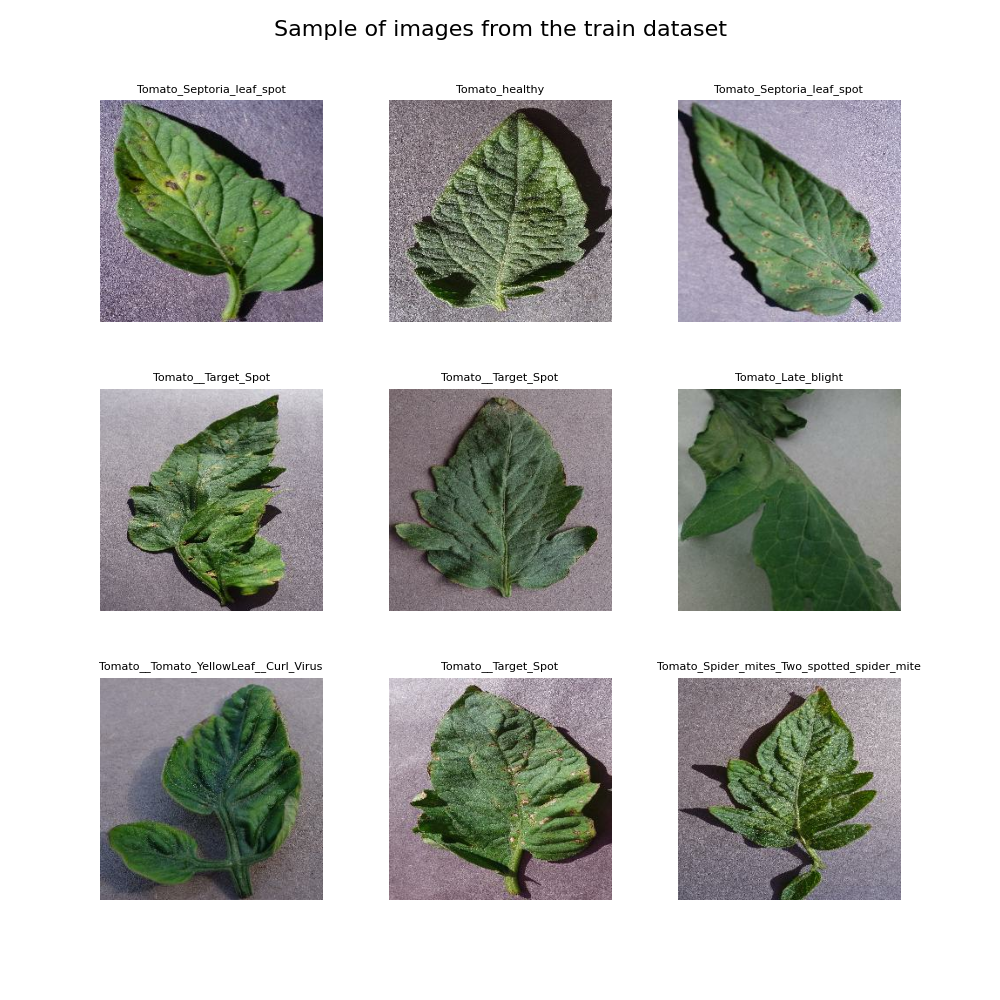 Sample of images from the train dataset
Tomato_Septoria_leaf_spot
Tomato_healthy
Tomato_Septoria_leaf_spot
Tomato__Target_Spot
Tomato__Target_Spot
Tomato_Late_blight
Tomato__Tomato_YellowLeaf__Curl_Virus
Tomato__Target_Spot
Tomato_Spider_mites_Two_spotted_spider_mite